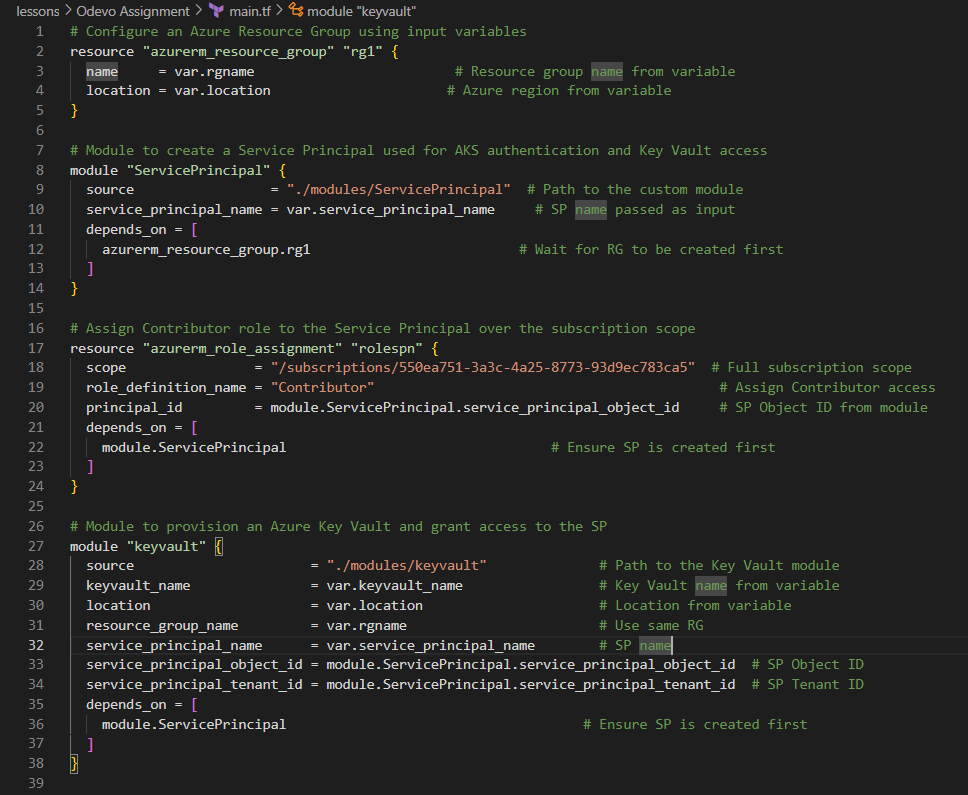 lessons > Odevo Assignment > main.tf > module "keyvault"
1 # Configure an Azure Resource Group using input variables
2 resource "azurerm_resource_group" "rg1" {
3   name     = var.rgname                         # Resource group name from variable
4   location = var.location                      # Azure region from variable
5 }
6
7 # Module to create a Service Principal used for AKS authentication and Key Vault access
8 module "ServicePrincipal" {
9   source                 = "./modules/ServicePrincipal"  # Path to the custom module
10   service_principal_name = var.service_principal_name     # SP name passed as input
11   depends_on = [
12     azurerm_resource_group.rg1                          # Wait for RG to be created first
13   ]
14 }
15
16 # Assign Contributor role to the Service Principal over the subscription scope
17 resource "azurerm_role_assignment" "rolespn" {
18   scope                = "/subscriptions/550ea751-3a3c-4a25-8773-93d9ec783ca5"  # Full subscription scope
19   role_definition_name = "Contributor"                                           # Assign Contributor access
20   principal_id         = module.ServicePrincipal.service_principal_object_id     # SP Object ID from module
21   depends_on = [
22     module.ServicePrincipal                                 # Ensure SP is created first
23   ]
24 }
25
26 # Module to provision an Azure Key Vault and grant access to the SP
27 module "keyvault" {
28   source                      = "./modules/keyvault"              # Path to the Key Vault module
29   keyvault_name               = var.keyvault_name                 # Key Vault name from variable
30   location                    = var.location                      # Location from variable
31   resource_group_name         = var.rgname                        # Use same RG
32   service_principal_name      = var.service_principal_name        # SP name
33   service_principal_object_id = module.ServicePrincipal.service_principal_object_id  # SP Object ID
34   service_principal_tenant_id = module.ServicePrincipal.service_principal_tenant_id  # SP Tenant ID
35   depends_on = [
36     module.ServicePrincipal                                     # Ensure SP is created first
37   ]
38 }
39